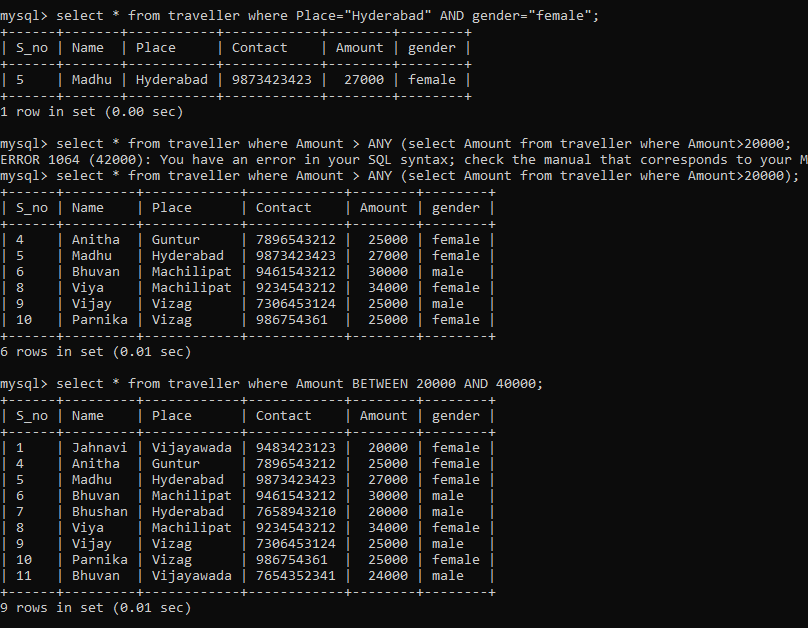 mysql> select * from traveller where Place="Hyderabad" AND gender="female";
+------+-------+-----------+------------+--------+--------+
| S_no | Name  | Place     | Contact    | Amount | gender |
+------+-------+-----------+------------+--------+--------+
| 5    | Madhu | Hyderabad | 9873423423 |  27000 | female |
+------+-------+-----------+------------+--------+--------+
1 row in set (0.00 sec)

mysql> select * from traveller where Amount > ANY (select Amount from traveller where Amount>20000;
ERROR 1064 (42000): You have an error in your SQL syntax; check the manual that corresponds to your M
mysql> select * from traveller where Amount > ANY (select Amount from traveller where Amount>20000);
+------+---------+------------+------------+--------+--------+
| S_no | Name    | Place      | Contact    | Amount | gender |
+------+---------+------------+------------+--------+--------+
| 4    | Anitha  | Guntur     | 7896543212 |  25000 | female |
| 5    | Madhu   | Hyderabad  | 9873423423 |  27000 | female |
| 6    | Bhuvan  | Machilipat | 9461543212 |  30000 | male   |
| 8    | Viya    | Machilipat | 9234543212 |  34000 | female |
| 9    | Vijay   | Vizag      | 7306453124 |  25000 | male   |
| 10   | Parnika | Vizag      | 986754361  |  25000 | female |
+------+---------+------------+------------+--------+--------+
6 rows in set (0.01 sec)

mysql> select * from traveller where Amount BETWEEN 20000 AND 40000;
+------+---------+------------+------------+--------+--------+
| S_no | Name    | Place      | Contact    | Amount | gender |
+------+---------+------------+------------+--------+--------+
| 1    | Jahnavi | Vijayawada | 9483423123 |  20000 | female |
| 4    | Anitha  | Guntur     | 7896543212 |  25000 | female |
| 5    | Madhu   | Hyderabad  | 9873423423 |  27000 | female |
| 6    | Bhuvan  | Machilipat | 9461543212 |  30000 | male   |
| 7    | Bhushan | Hyderabad  | 7658943210 |  20000 | male   |
| 8    | Viya    | Machilipat | 9234543212 |  34000 | female |
| 9    | Vijay   | Vizag      | 7306453124 |  25000 | male   |
| 10   | Parnika | Vizag      | 986754361  |  25000 | female |
| 11   | Bhuvan  | Vijayawada | 7654352341 |  24000 | male   |
+------+---------+------------+------------+--------+--------+
9 rows in set (0.01 sec)